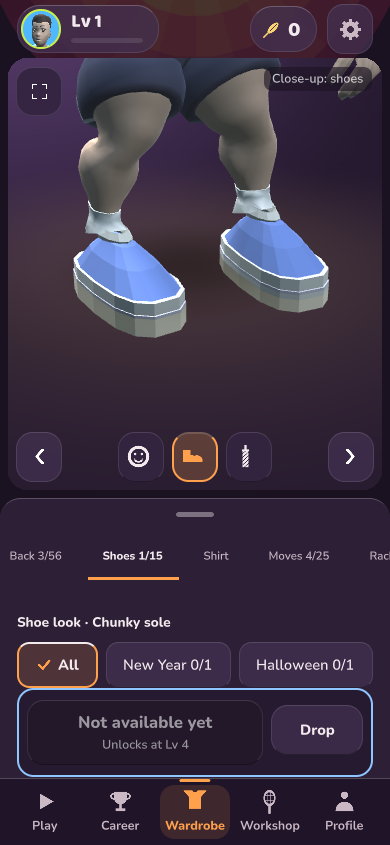 Lv 1
0
Close-up: shoes
Back 3/56
Shoes 1/15
Shirt
Moves 4/25
Shoe look · Chunky sole
All
New Year 0/1
Halloween 0/1
Not available yet
Unlocks at Lv 4
Drop
Play
Career
Wardrobe
Workshop
Profile